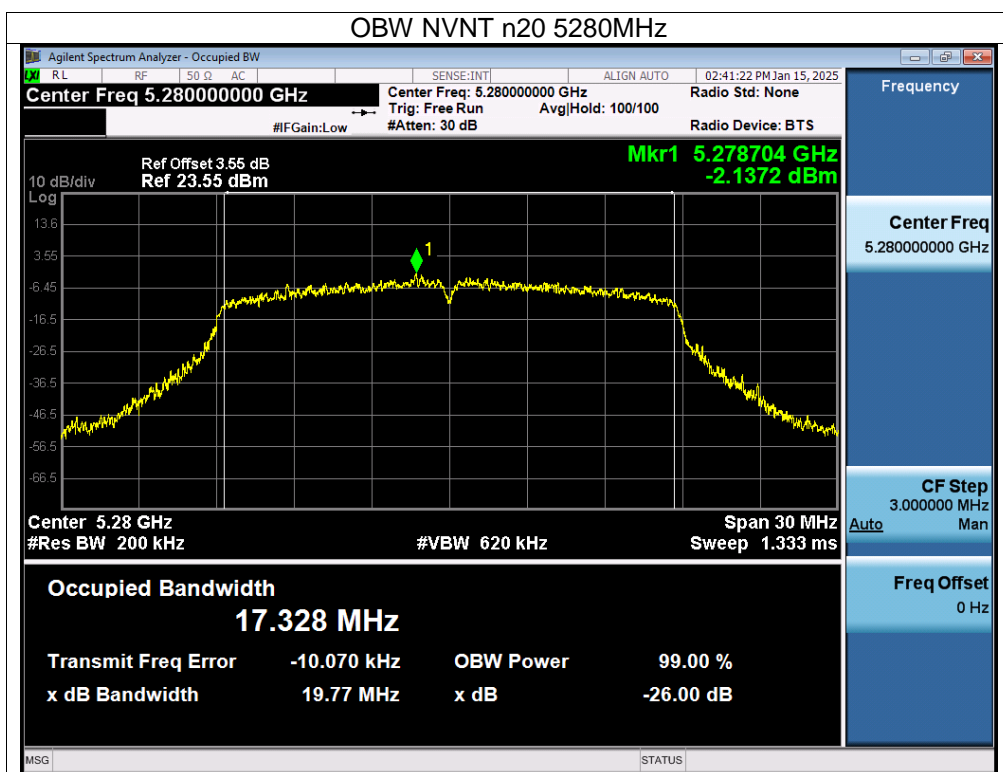 OBW NVNT n20 5280MHz
Agilent Spectrum Analyzer - Occupied BW
LXI RL RF 50 Ω AC SENSE:INT ALIGN AUTO 02:41:22 PM Jan 15, 2025
Center Freq 5.280000000 GHz
Center Freq: 5.280000000 GHz Radio Std: None
Trig: Free Run Avg|Hold: 100/100
#IFGain:Low #Atten: 30 dB Radio Device: BTS
Frequency
Ref Offset 3.55 dB Mkr1 5.278704 GHz
10 dB/div Ref 23.55 dBm -2.1372 dBm
Log
13.6
3.55
-6.45
-16.5
-26.5
-36.5
-46.5
-56.5
-66.5
1
Center 5.28 GHz Span 30 MHz
#Res BW 200 kHz #VBW 620 kHz Sweep 1.333 ms
Occupied Bandwidth
17.328 MHz
Transmit Freq Error -10.070 kHz OBW Power 99.00 %
x dB Bandwidth 19.77 MHz x dB -26.00 dB
Center Freq
5.280000000 GHz
CF Step
3.000000 MHz
Auto Man
Freq Offset
0 Hz
MSG STATUS